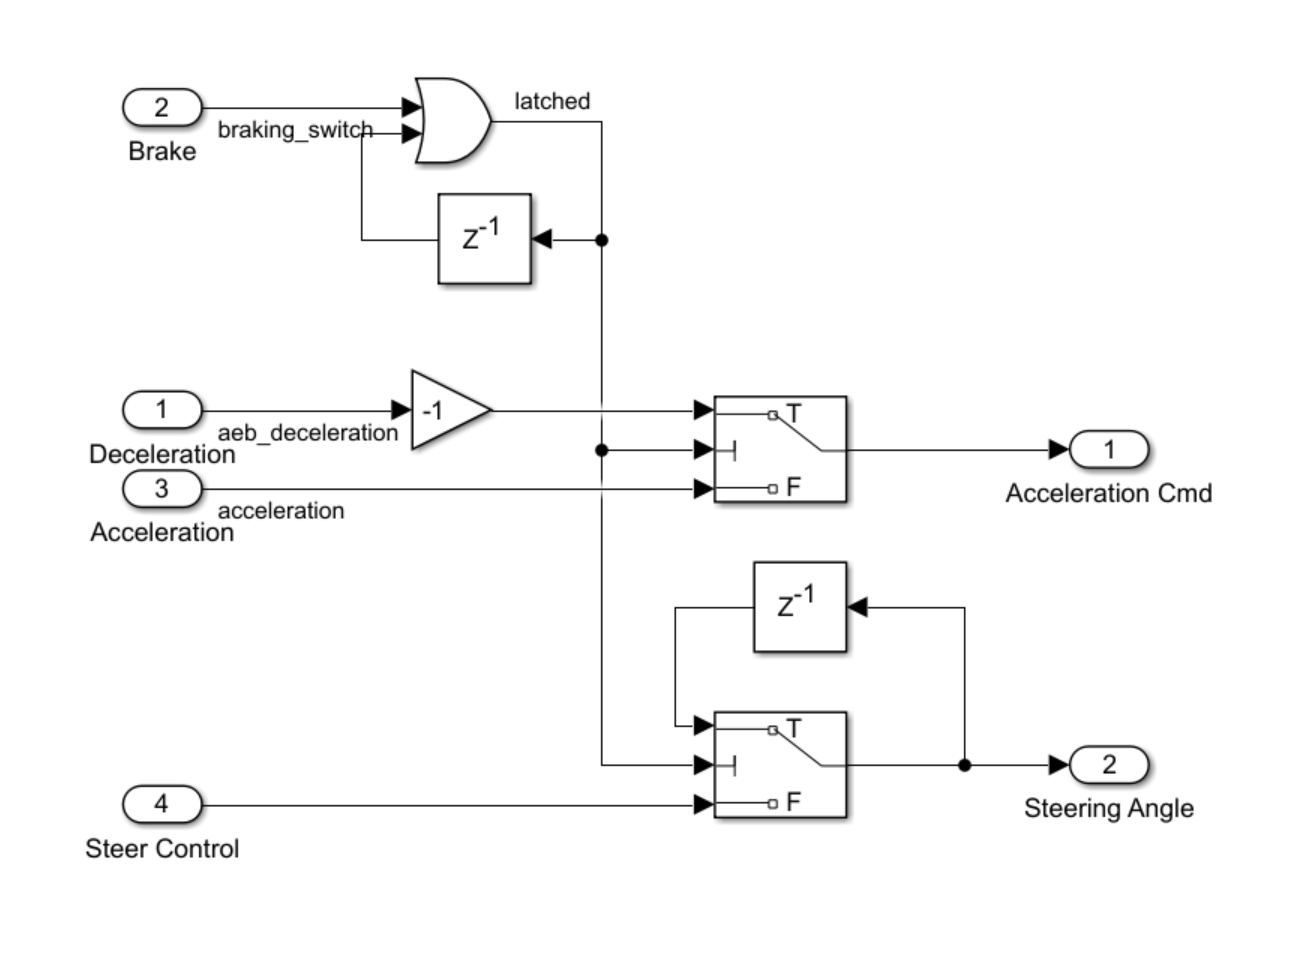 latched
2
braking_switch
Brake
Z-1
1
-1
T
aeb_deceleration
Deceleration
1
3
F
Acceleration Cmd
acceleration
Acceleration
Z-1
T
2
4
F
Steering Angle
Steer Control